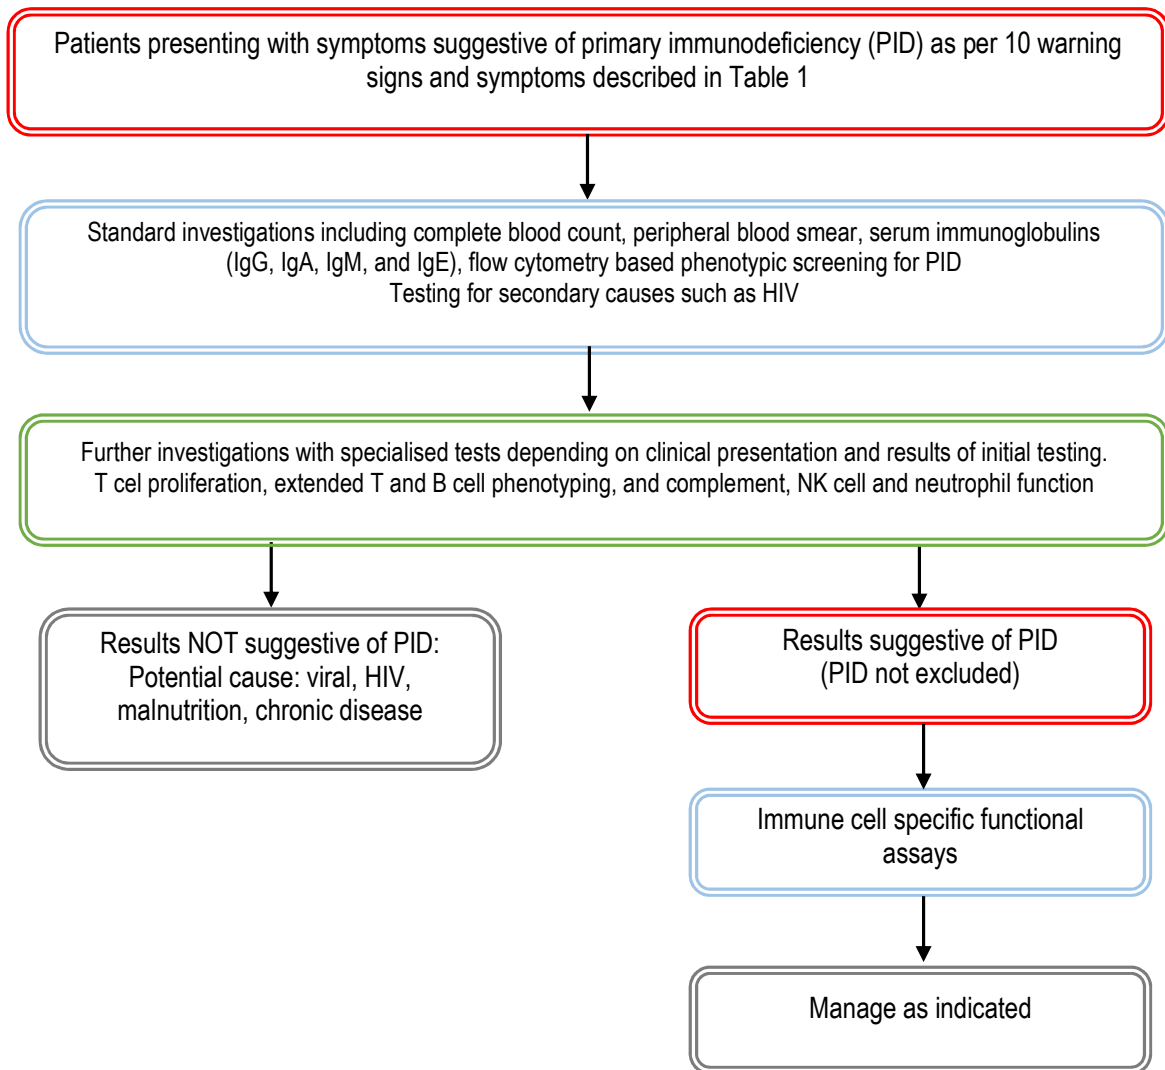 Patients presenting with symptoms suggestive of primary immunodeficiency (PID) as per 10 warning
signs and symptoms described in Table 1
Standard investigations including complete blood count, peripheral blood smear, serum immunoglobulins
(IgG, IgA, IgM, and IgE), flow cytometry based phenotypic screening for PID
Testing for secondary causes such as HIV
Further investigations with specialised tests depending on clinical presentation and results of initial testing.
T cel proliferation, extended T and B cell phenotyping, and complement, NK cell and neutrophil function
Results NOT suggestive of PID:
Potential cause: viral, HIV,
malnutrition, chronic disease
Results suggestive of PID
(PID not excluded)
Immune cell specific functional
assays
Manage as indicated